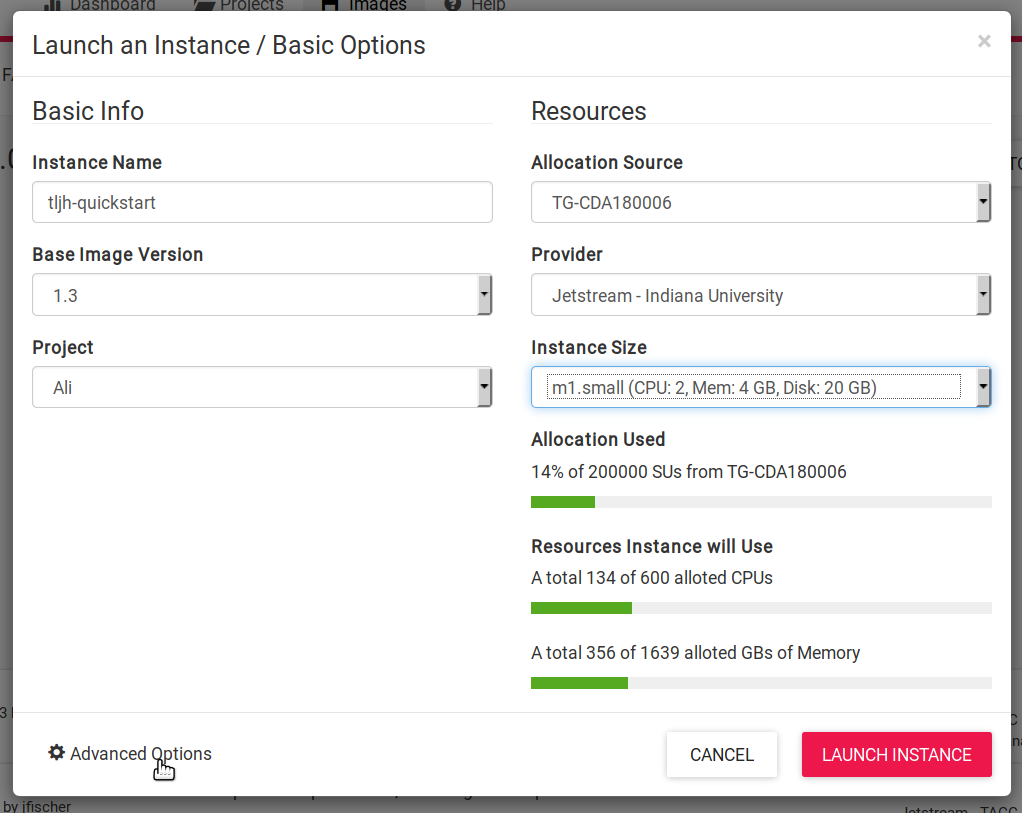 Dashboard Projects Images Help
Launch an Instance / Basic Options ×
Basic Info
Instance Name
tljh-quickstart
Base Image Version
1.3
Project
Ali
Resources
Allocation Source
TG-CDA180006
Provider
Jetstream - Indiana University
Instance Size
m1.small (CPU: 2, Mem: 4 GB, Disk: 20 GB)
Allocation Used
14% of 200000 SUs from TG-CDA180006
Resources Instance will Use
A total 134 of 600 alloted CPUs
A total 356 of 1639 alloted GBs of Memory
Advanced Options
CANCEL
LAUNCH INSTANCE
by jfischer
Jetstream - TACC